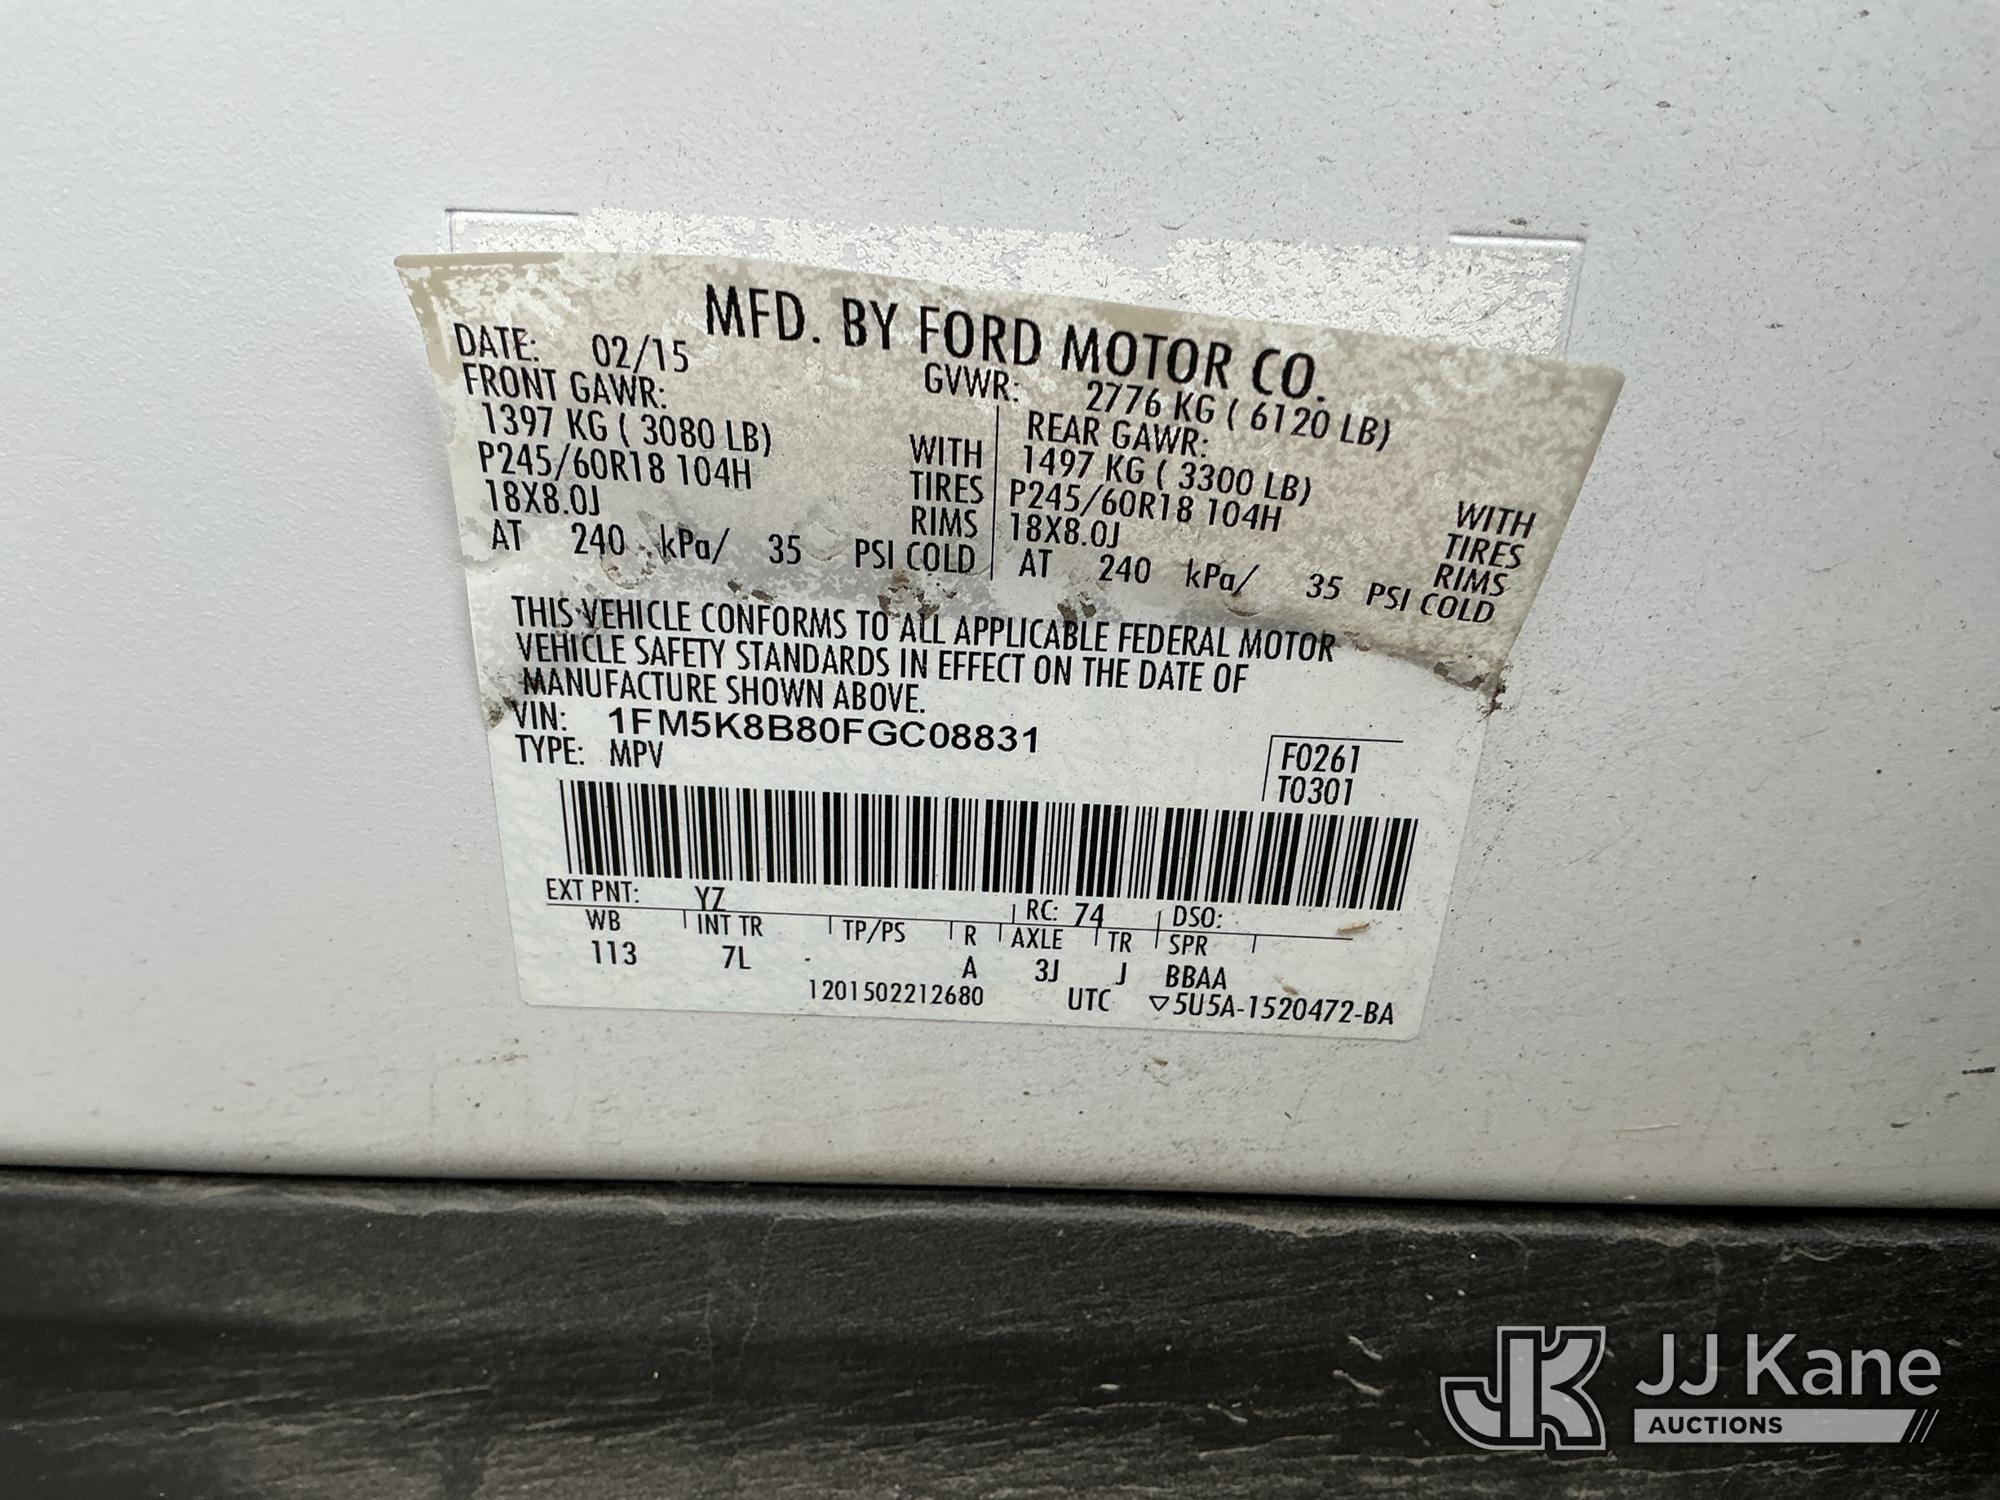 MFD. BY FORD MOTOR CO.
DATE: 02/15 GVWR: 2776 KG ( 6120 LB)
FRONT GAWR: REAR GAWR:
1397 KG ( 3080 LB) WITH 1497 KG ( 3300 LB) WITH
P245/60R18 104H TIRES P245/60R18 104H TIRES
18X8.0J RIMS 18X8.0J RIMS
AT 240 kPa/ 35 PSI COLD AT 240 kPa/ 35 PSI COLD
THIS VEHICLE CONFORMS TO ALL APPLICABLE FEDERAL MOTOR
VEHICLE SAFETY STANDARDS IN EFFECT ON THE DATE OF
MANUFACTURE SHOWN ABOVE.
VIN: 1FM5K8B80FGC08831
TYPE: MPV
F0261
T0301
EXT PNT: YZ RC: 74 DSO:
WB INT TR TP/PS R AXLE TR SPR
113 7L A 3J J BBAA
1201502212680 UTC ▽5U5A-1520472-BA
JK JJ Kane
AUCTIONS